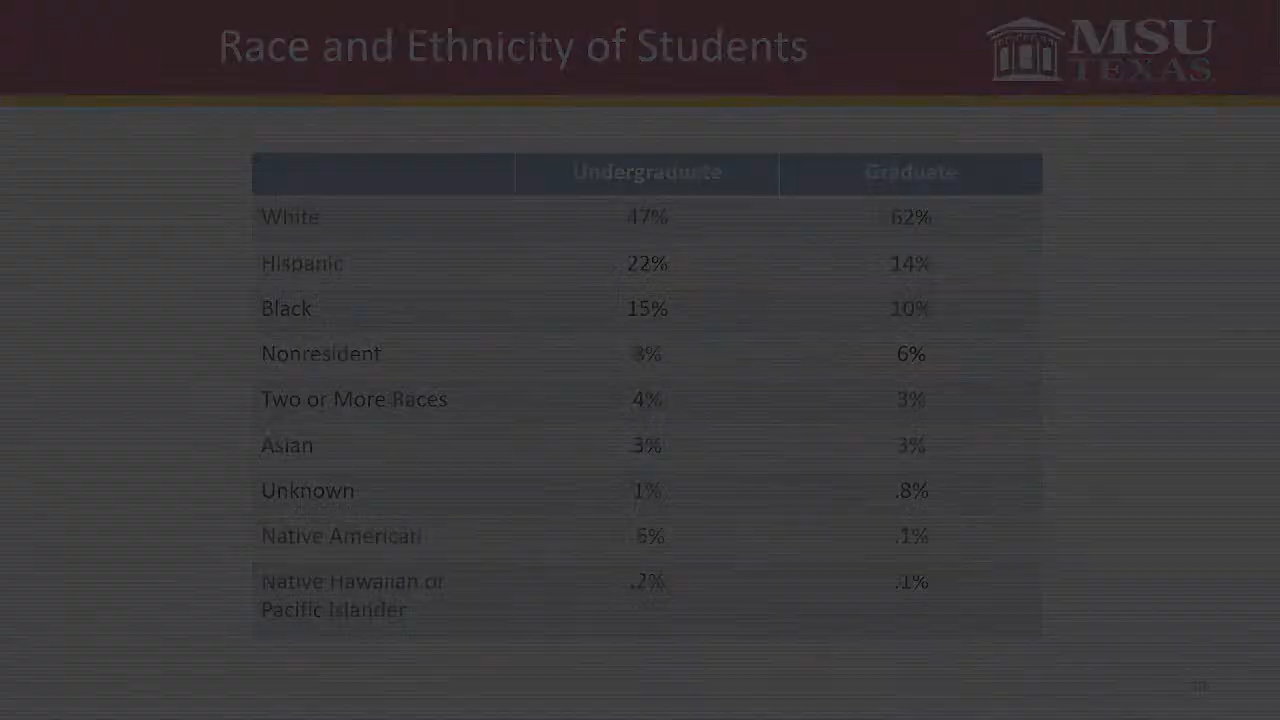 Race and Ethnicity of Students
MSU
TEXAS
Undergraduate Graduate
White 47% 62%
Hispanic 22% 14%
Black 15% 10%
Nonresident 3% 6%
Two or More Races 4% 3%
Asian 3% 3%
Unknown 1% .8%
Native American .1%
Native Hawaiian or .2% .1%
Pacific Islander